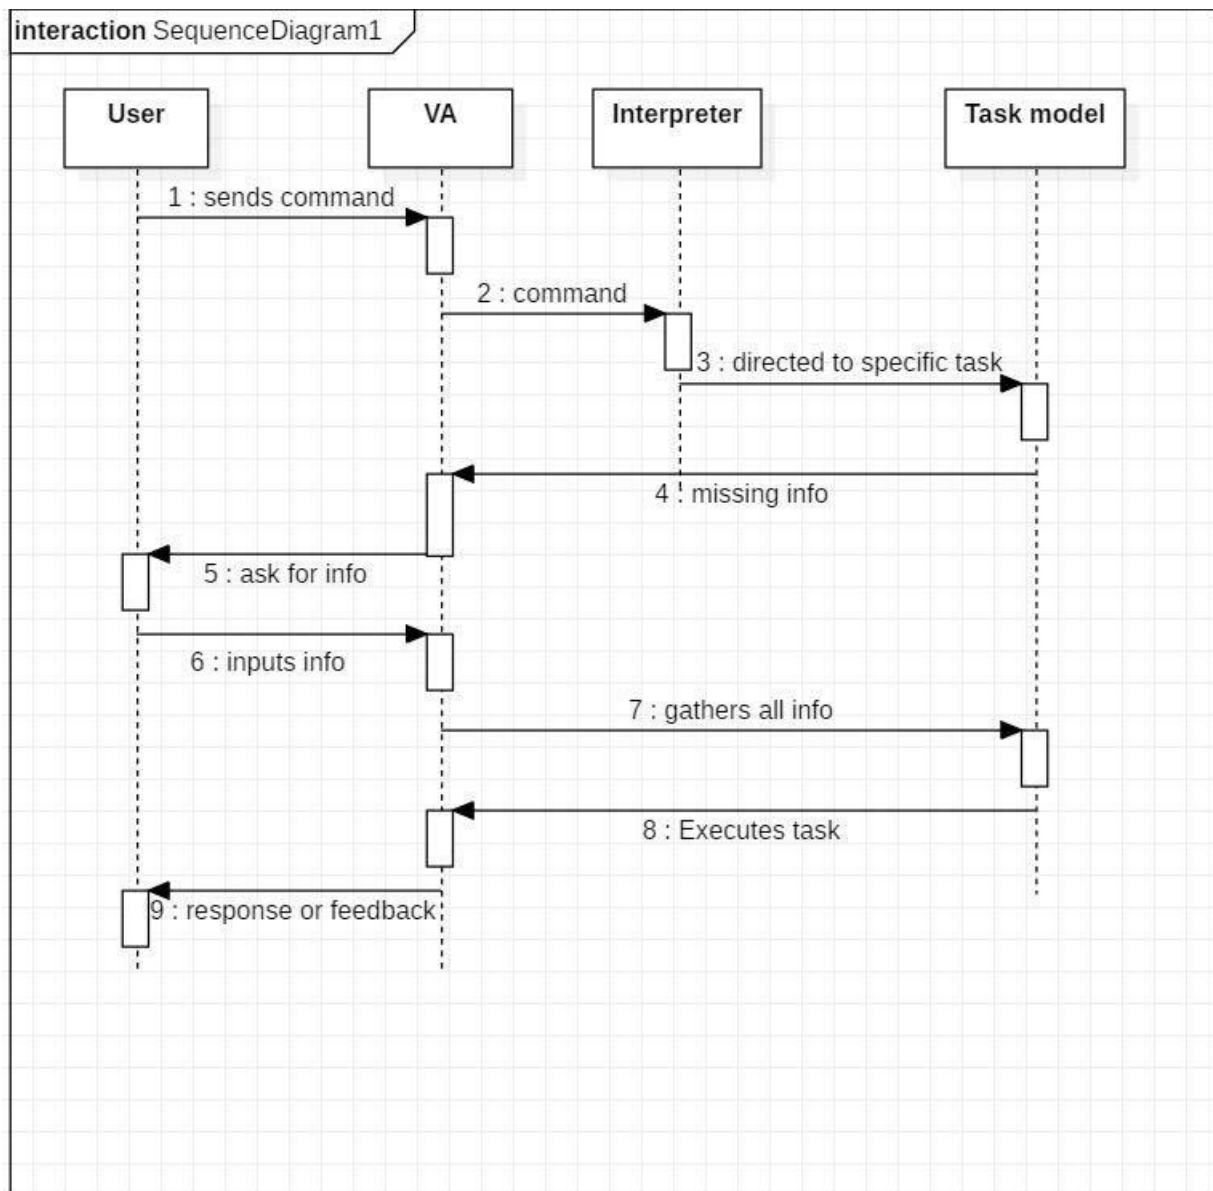 interaction SequenceDiagram1
User
VA
Interpreter
Task model
1 : sends command
2 : command
3 : directed to specific task
4 : missing info
5 : ask for info
6 : inputs info
7 : gathers all info
8 : Executes task
9 : response or feedback